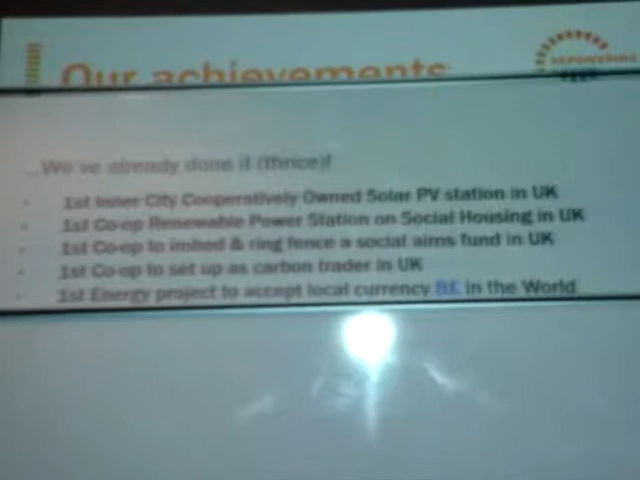 Our achievements
REPOWERING
...We've already done it (thrice)!
1st Inner City Cooperatively Owned Solar PV station in UK
1st Co-op Renewable Power Station on Social Housing in UK
1st Co-op to imbed & ring fence a social aims fund in UK
1st Co-op to set up as carbon trader in UK
1st Energy project to accept local currency B£ in the World